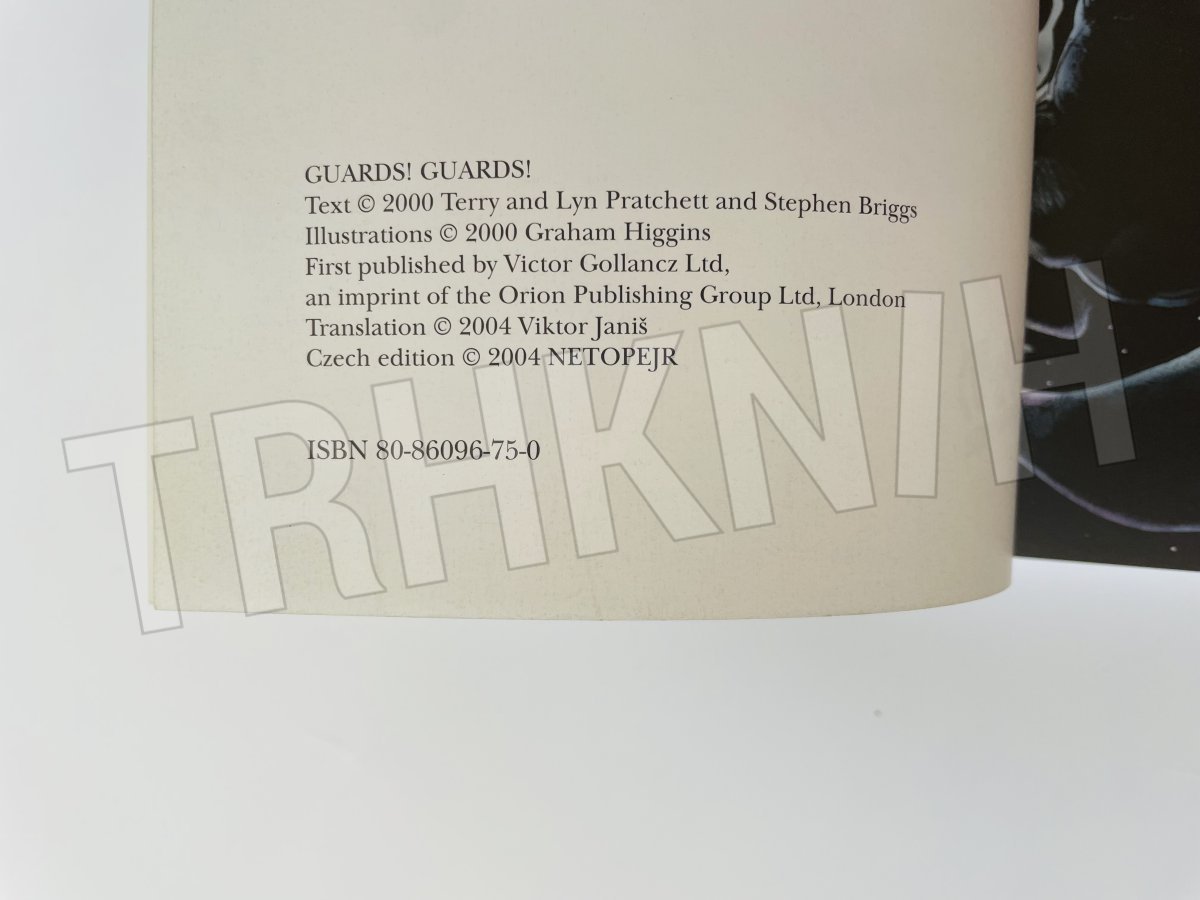 GUARDS! GUARDS!
Text © 2000 Terry and Lyn Pratchett and Stephen Briggs
Illustrations © 2000 Graham Higgins
First published by Victor Gollancz Ltd,
an imprint of the Orion Publishing Group Ltd, London
Translation © 2004 Viktor Janiš
Czech edition © 2004 NETOPEJR
ISBN 80-86096-75-0
TRHKNIH